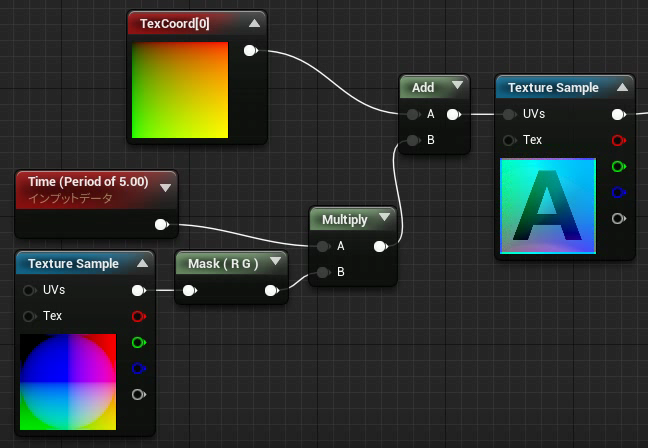 TexCoord[0]
Add
A
B
Texture Sample
UVs
Tex
A
Time (Period of 5.00)
インプットデータ
Multiply
A
B
Texture Sample
UVs
Tex
Mask ( R G )